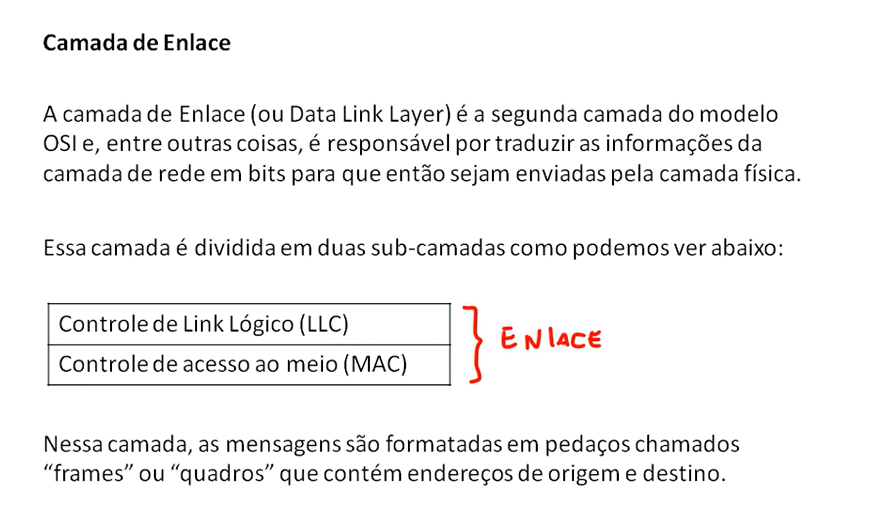 Camada de Enlace
A camada de Enlace (ou Data Link Layer) é a segunda camada do modelo
OSI e, entre outras coisas, é responsável por traduzir as informações da
camada de rede em bits para que então sejam enviadas pela camada física.
Essa camada é dividida em duas sub-camadas como podemos ver abaixo:
Controle de Link Lógico (LLC)
Controle de acesso ao meio (MAC)
ENlACE
Nessa camada, as mensagens são formatadas em pedaços chamados
“frames” ou “quadros” que contém endereços de origem e destino.